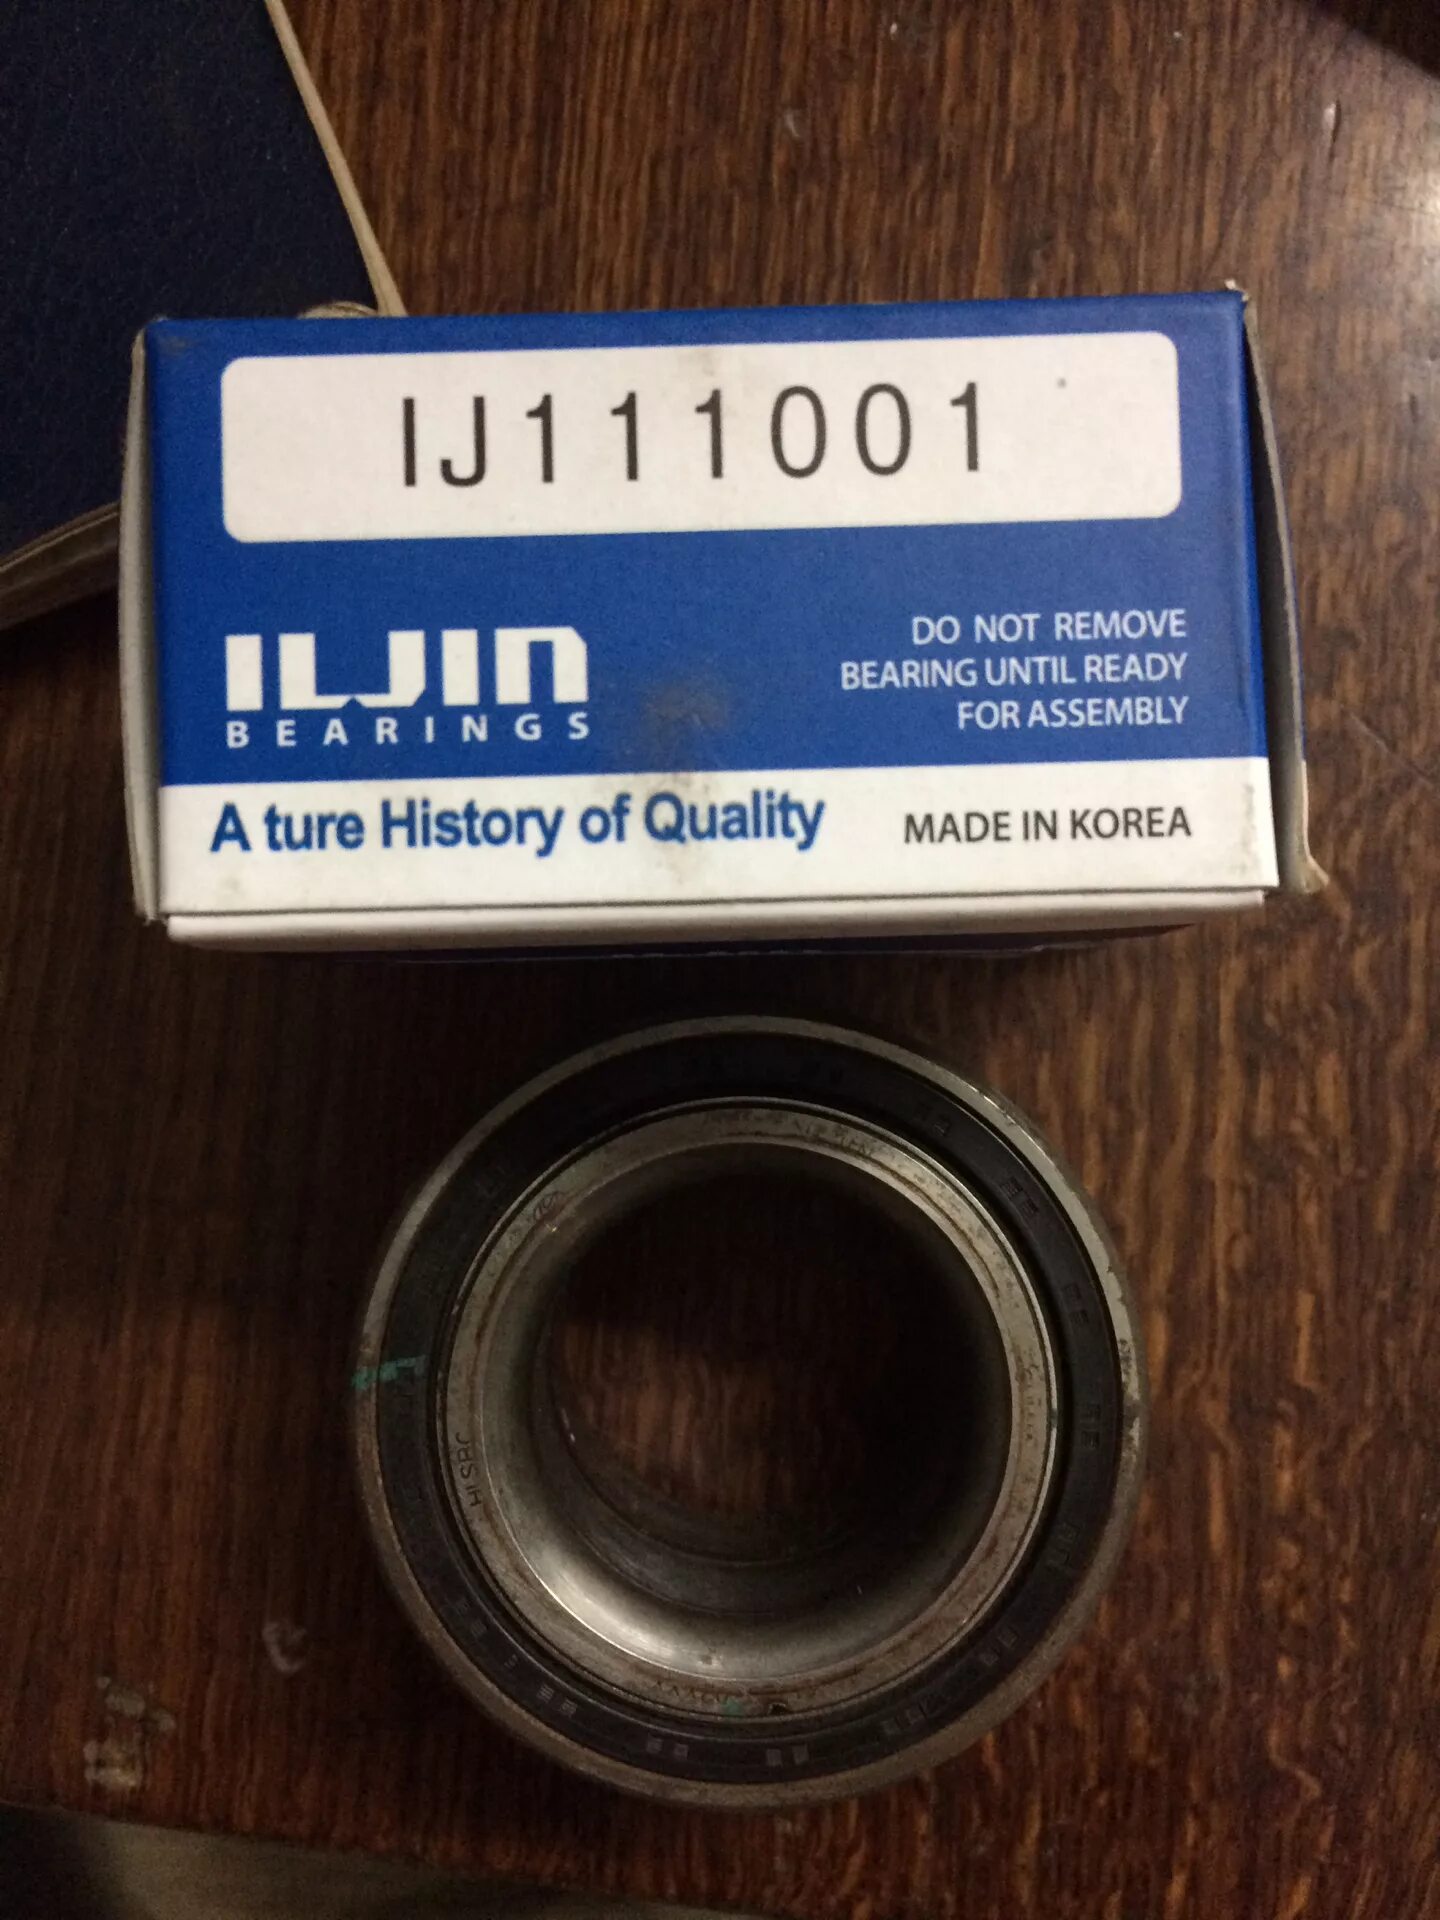 IJ111001
ILJIN
BEARINGS
DO NOT REMOVE
BEARING UNTIL READY
FOR ASSEMBLY
A ture History of Quality
MADE IN KOREA